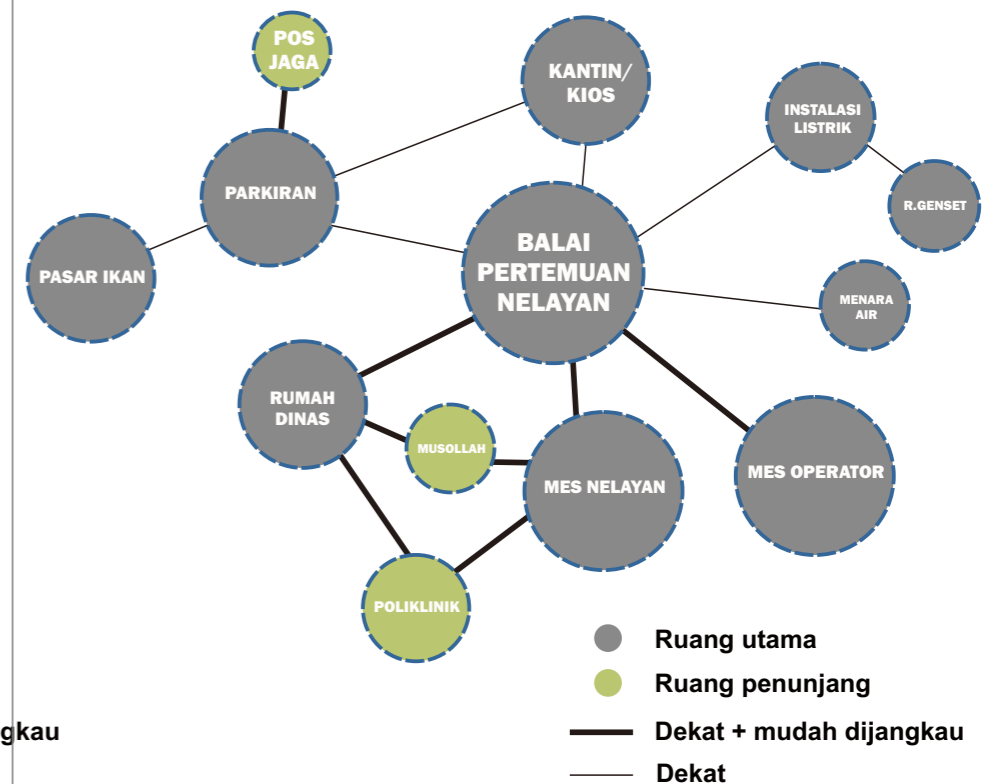 POS
JAGA
KANTIN/
KIOS
INSTALASI
LISTRIK
PARKIRAN
R.GENSET
BALAI
PERTEMUAN
NELAYAN
PASAR IKAN
MENARA
AIR
RUMAH
DINAS
MUSOLLAH
MES NELAYAN
MES OPERATOR
POLIKLINIK
Ruang utama
Ruang penunjang
gkau
Dekat + mudah dijangkau
Dekat